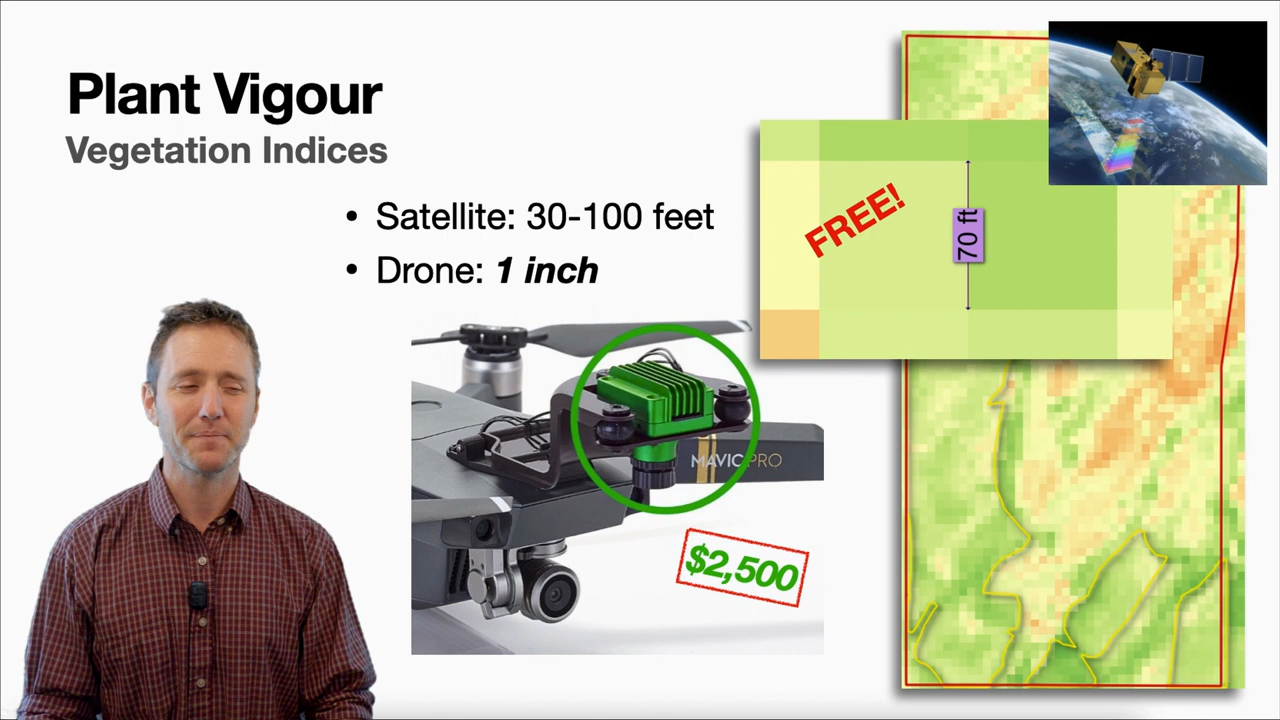 Plant Vigour
Vegetation Indices
• Satellite: 30-100 feet
• Drone: 1 inch
FREE!
70 ft
MAVIC PRO
$2,500